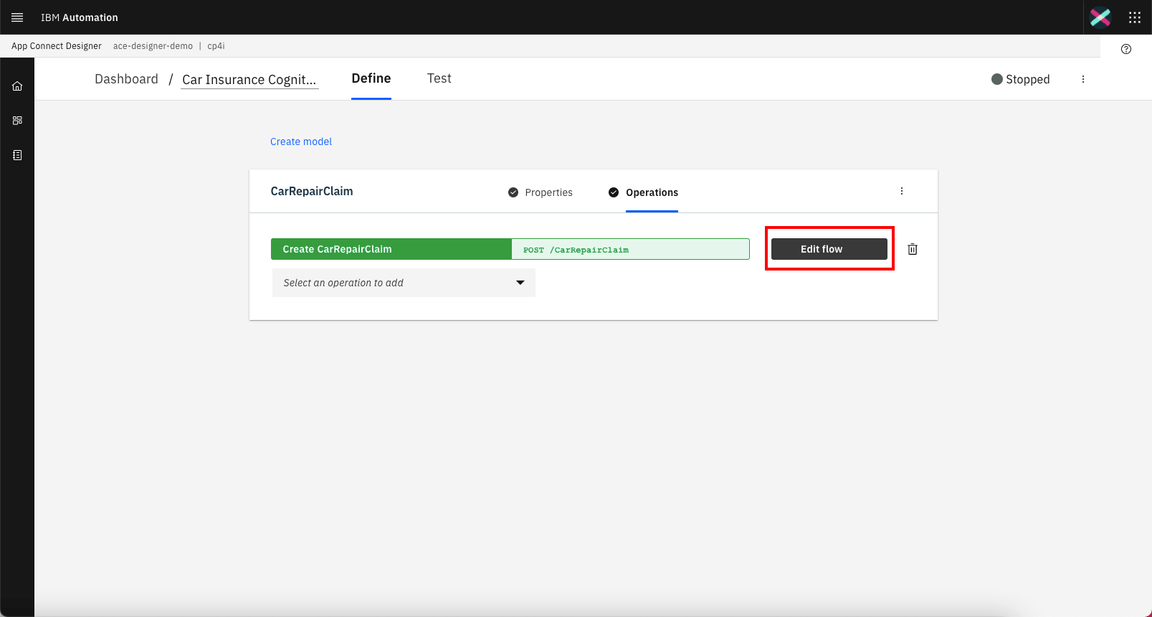 IBM Automation
App Connect Designer ace-designer-demo | cp4i
Dashboard / Car Insurance Cognit... Define Test Stopped
Create model
CarRepairClaim Properties Operations
Create CarRepairClaim POST /CarRepairClaim Edit flow
Select an operation to add